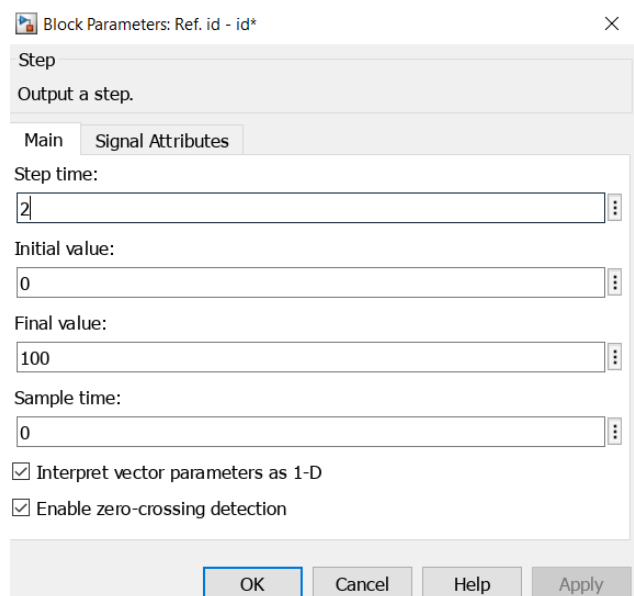 Block Parameters: Ref. id - id*
Step
Output a step.
Main Signal Attributes
Step time:
2
Initial value:
0
Final value:
100
Sample time:
0
Interpret vector parameters as 1-D
Enable zero-crossing detection
OK Cancel Help Apply